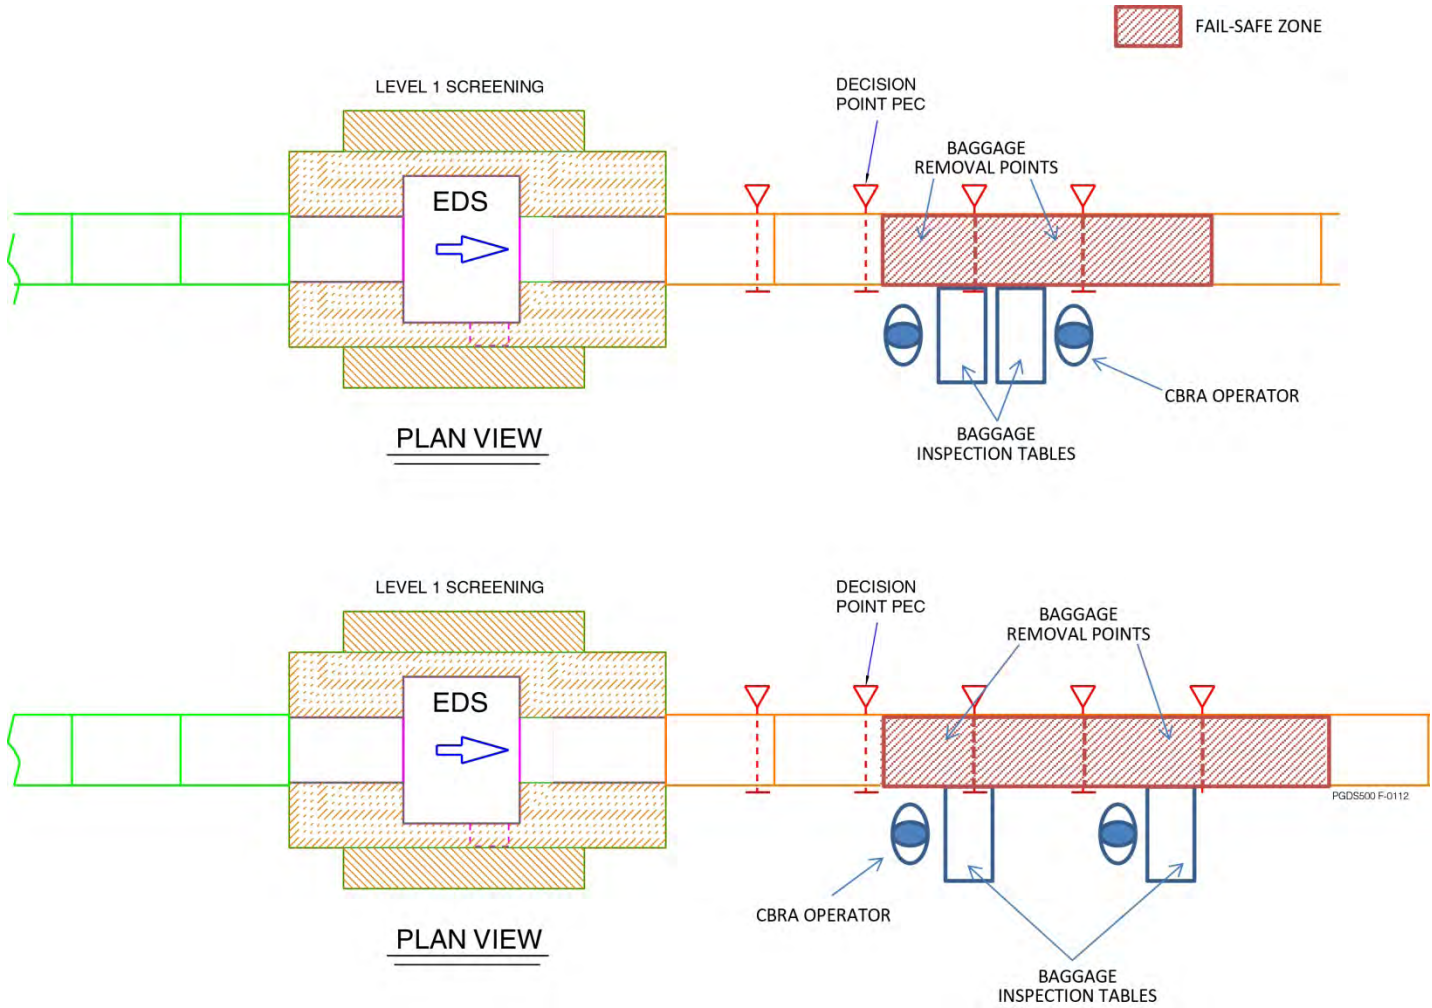 FAIL-SAFE ZONE
LEVEL 1 SCREENING
DECISION
POINT PEC
BAGGAGE
REMOVAL POINTS
EDS
CBRA OPERATOR
BAGGAGE
INSPECTION TABLES
PLAN VIEW
LEVEL 1 SCREENING
DECISION
POINT PEC
BAGGAGE
REMOVAL POINTS
EDS
PGDS500 F-0112
CBRA OPERATOR
PLAN VIEW
BAGGAGE
INSPECTION TABLES